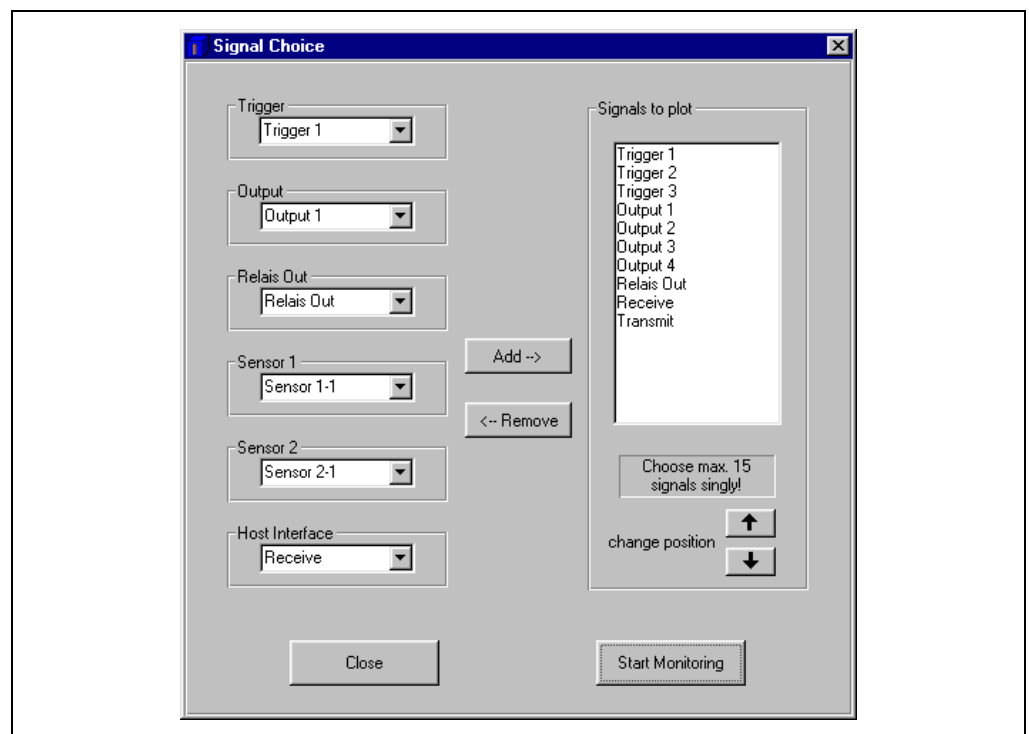 Signal Choice
Trigger
Trigger 1
Output
Output 1
Relais Out
Relais Out
Sensor 1
Sensor 1-1
Sensor 2
Sensor 2-1
Host Interface
Receive
Add -->
<-- Remove
Signals to plot
Trigger 1
Trigger 2
Trigger 3
Output 1
Output 2
Output 3
Output 4
Relais Out
Receive
Transmit
Choose max. 15
signals singly!
change position
Close
Start Monitoring